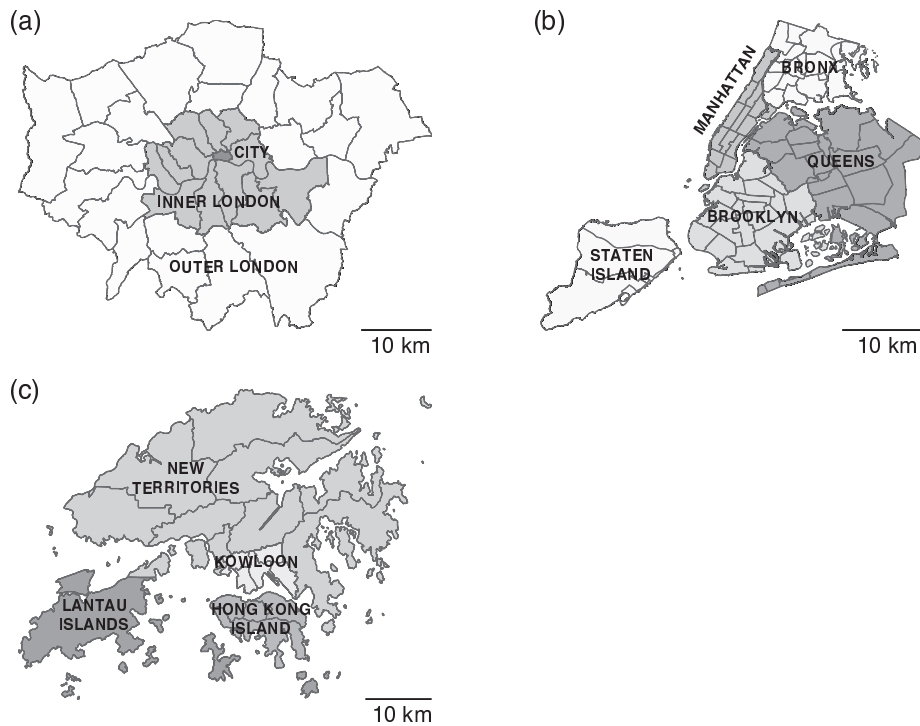 (a)
CITY
INNER LONDON
OUTER LONDON
10 km
(b)
MANHATTAN
BRONX
QUEENS
BROOKLYN
STATEN
ISLAND
10 km
(c)
NEW
TERRITORIES
KOWLOON
LANTAU
ISLANDS
HONG KONG
ISLAND
10 km